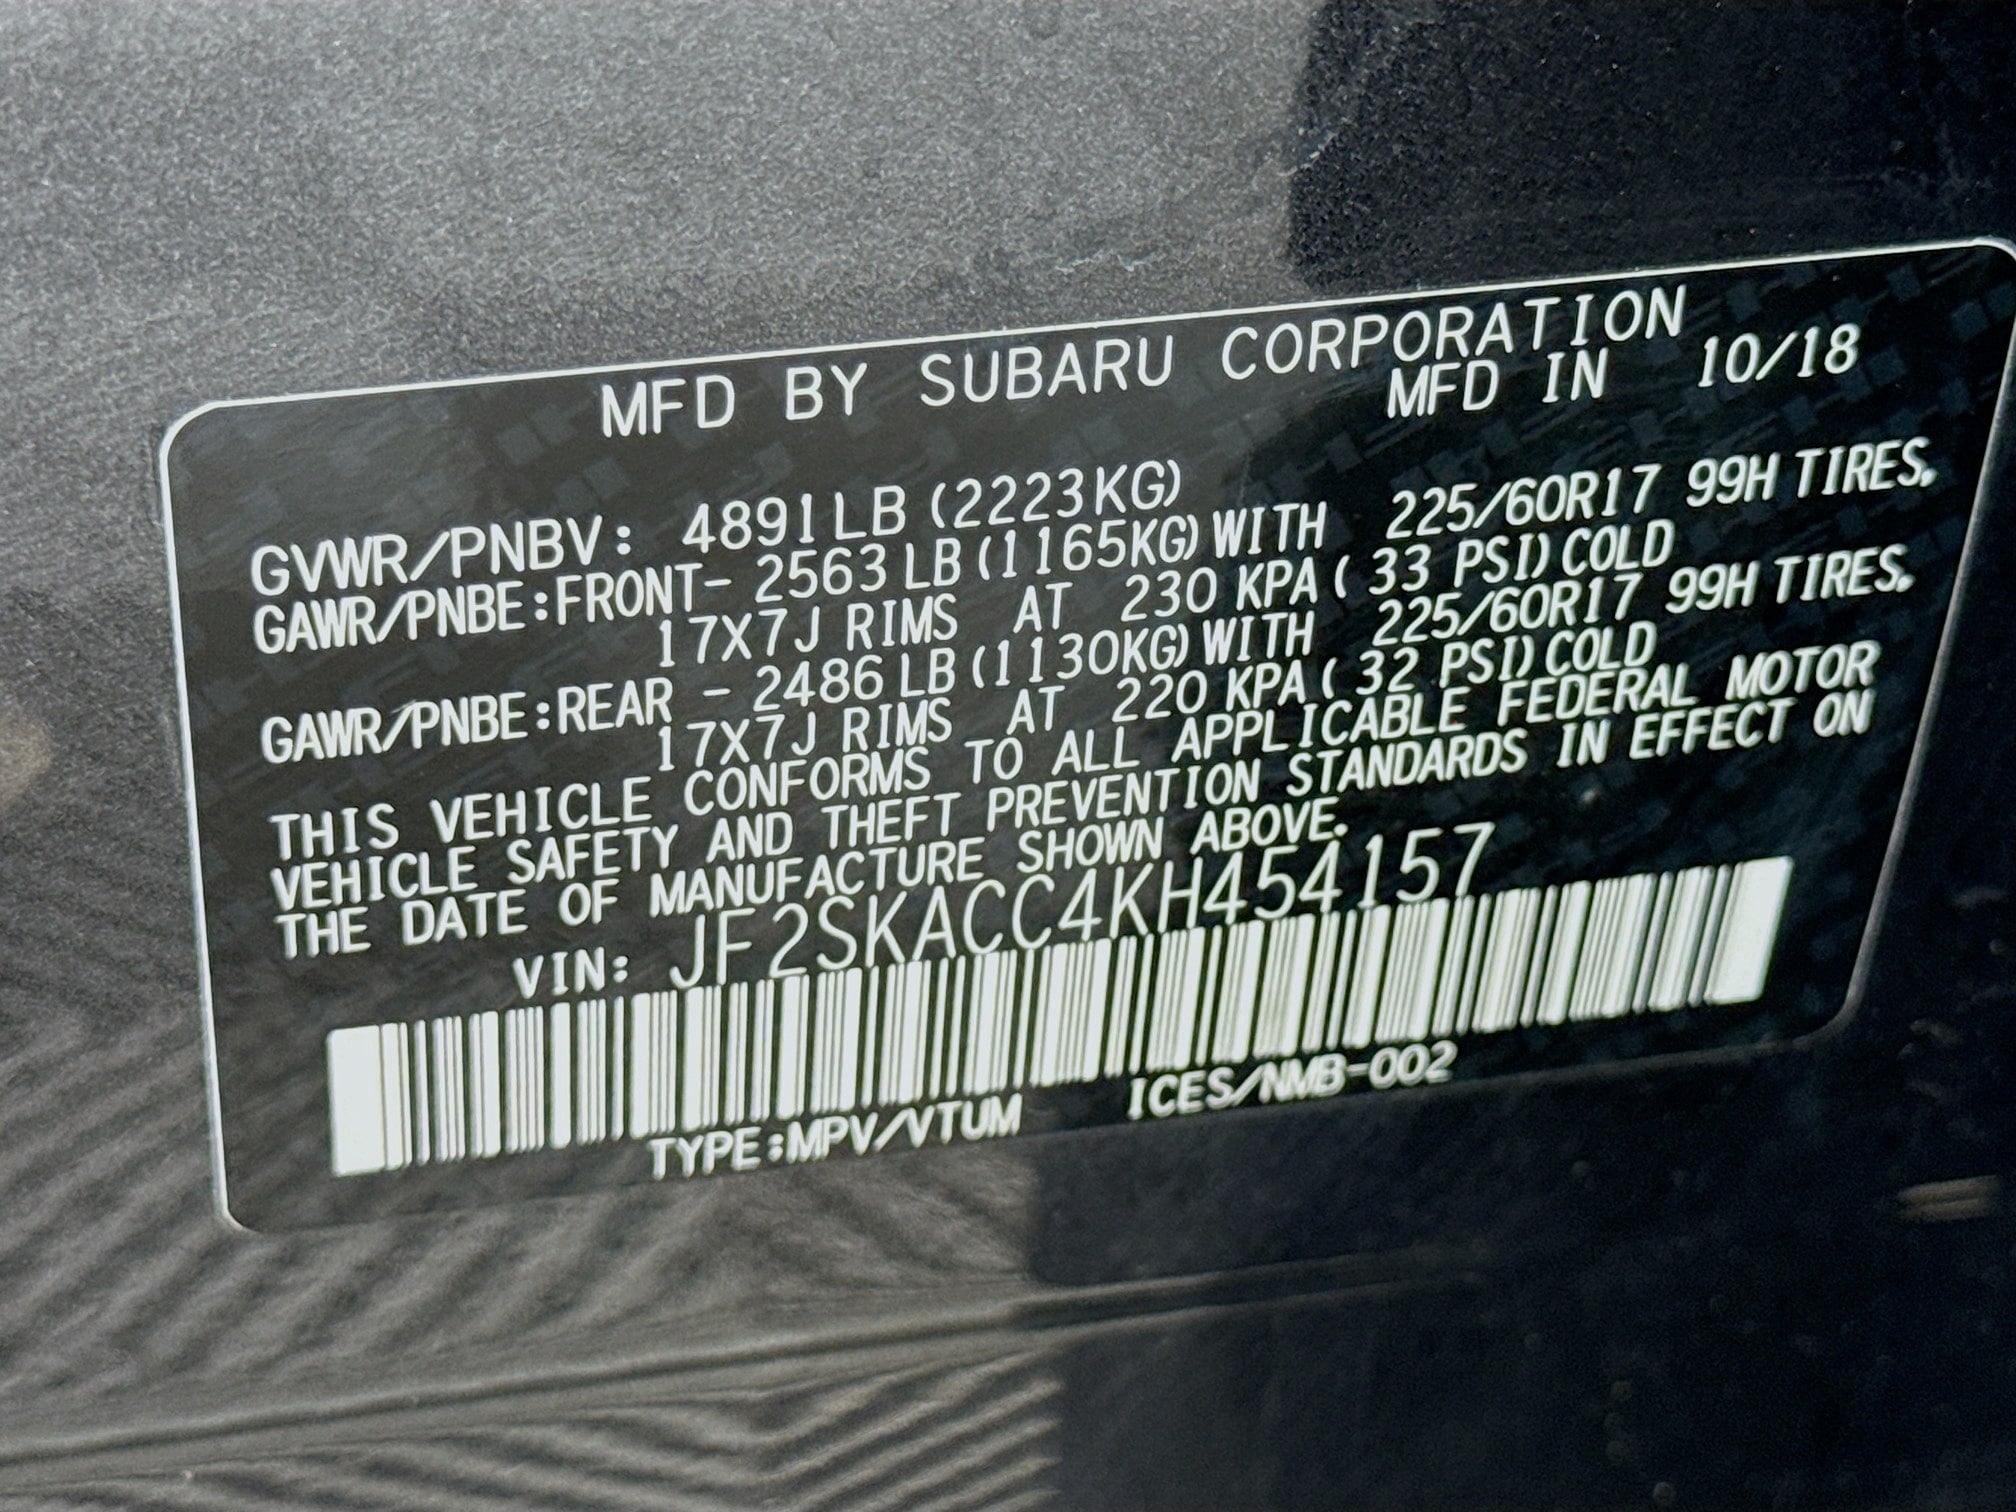 MFD BY SUBARU CORPORATION
MFD IN 10/18
GVWR/PNBV: 4891LB (2223KG)
GAWR/PNBE:FRONT- 2563 LB (1165KG) WITH 225/60R17 99H TIRES,
17X7J RIMS AT 230 KPA ( 33 PSI) COLD
GAWR/PNBE:REAR - 2486 LB (1130KG) WITH 225/60R17 99H TIRES,
17X7J RIMS AT 220 KPA ( 32 PSI) COLD
THIS VEHICLE CONFORMS TO ALL APPLICABLE FEDERAL MOTOR
VEHICLE SAFETY AND THEFT PREVENTION STANDARDS IN EFFECT ON
THE DATE OF MANUFACTURE SHOWN ABOVE.
VIN: JF2SKACC4KH454157
TYPE:MPV/VTUM ICES/NMB-002